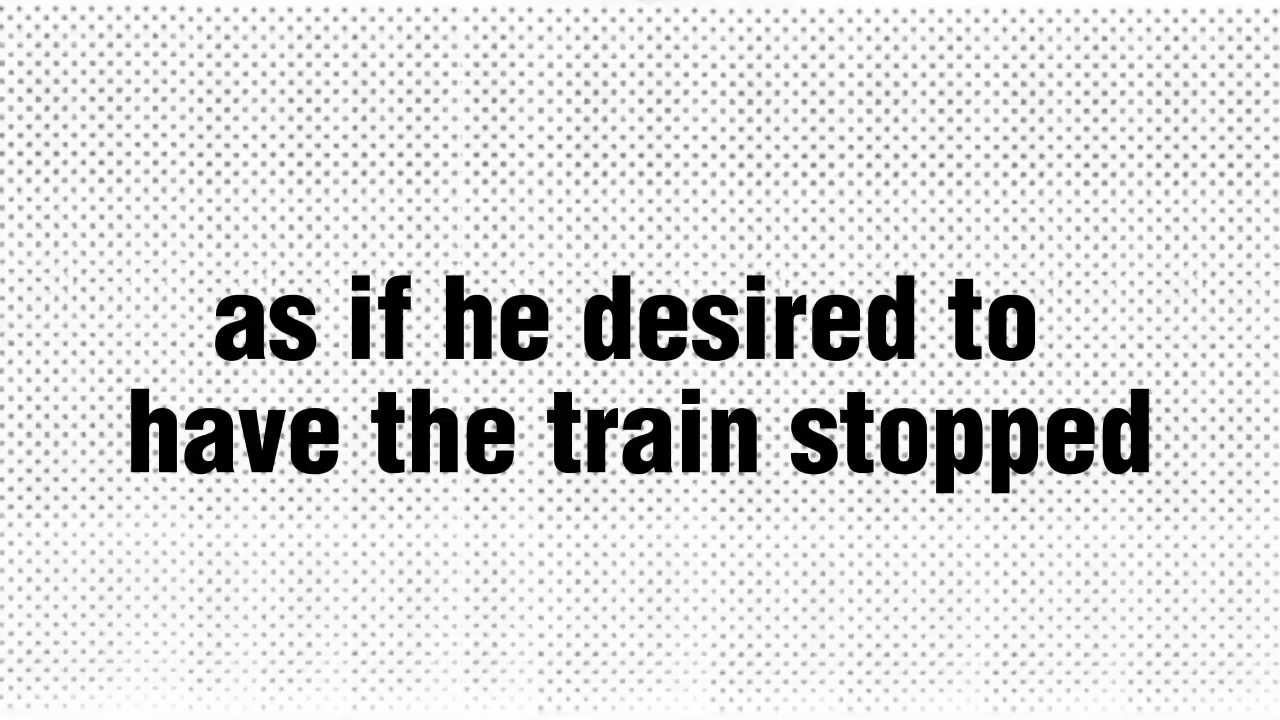 as if he desired to
have the train stopped